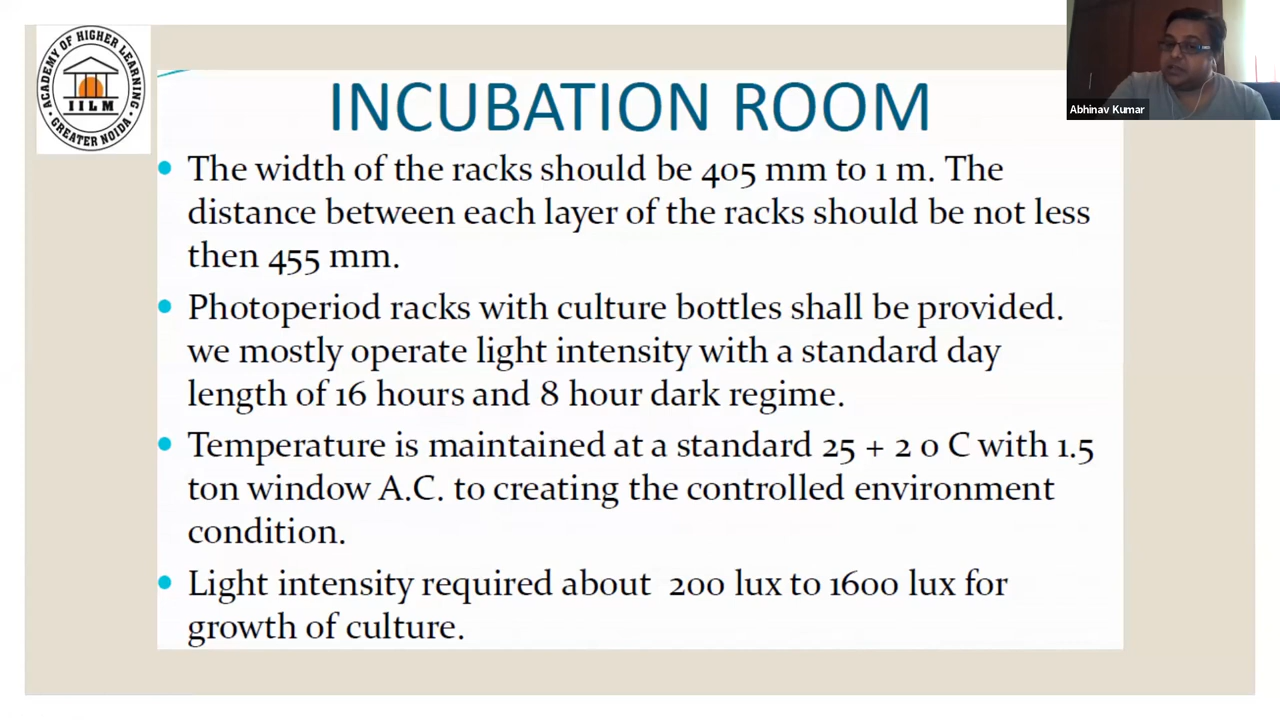 ACADEMY OF HIGHER LEARNING
IILM
GREATER NOIDA
Abhinav Kumar
INCUBATION ROOM
The width of the racks should be 405 mm to 1 m. The
distance between each layer of the racks should be not less
then 455 mm.
Photoperiod racks with culture bottles shall be provided.
we mostly operate light intensity with a standard day
length of 16 hours and 8 hour dark regime.
Temperature is maintained at a standard 25 + 2 0 C with 1.5
ton window A.C. to creating the controlled environment
condition.
Light intensity required about  200 lux to 1600 lux for
growth of culture.